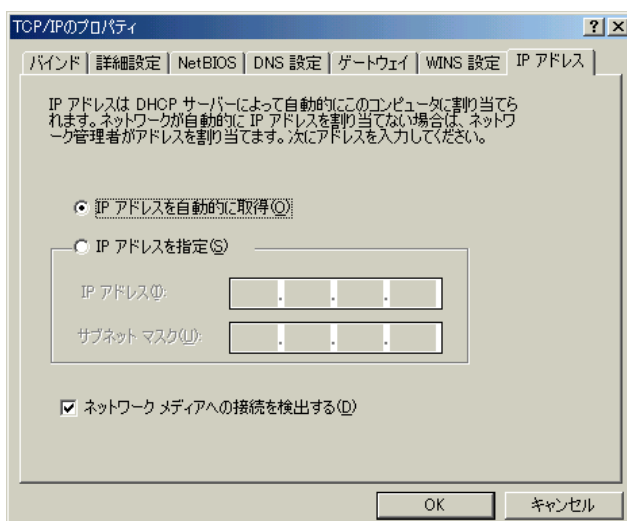 TCP/IPのプロパティ
バインド 詳細設定 NetBIOS DNS 設定 ゲートウェイ WINS 設定 IP アドレス
IP アドレスは DHCP サーバーによって自動的にこのコンピュータに割り当てら
れます。ネットワークが自動的に IP アドレスを割り当てない場合は、ネットワ
ーク管理者がアドレスを割り当てます。次にアドレスを入力してください。
IP アドレスを自動的に取得(O)
IP アドレスを指定(S)
IP アドレス(I):
サブネット マスク(U):
ネットワーク メディアへの接続を検出する(D)
OK キャンセル